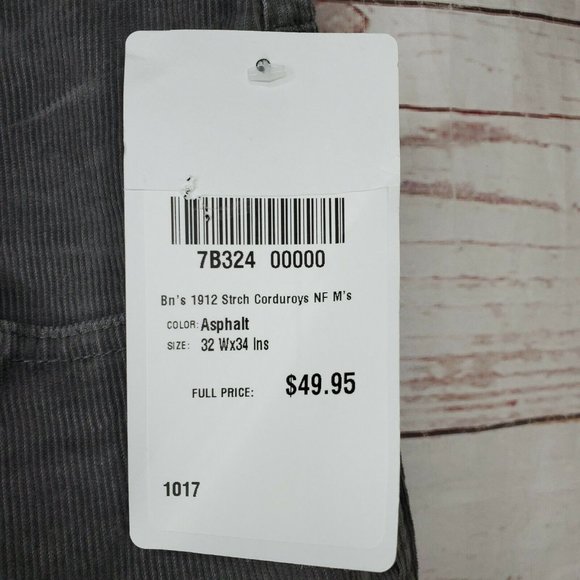 7B324 00000
Bn's 1912 Strch Corduroys NF M's
COLOR: Asphalt
SIZE: 32 Wx34 Ins
FULL PRICE: $49.95
1017